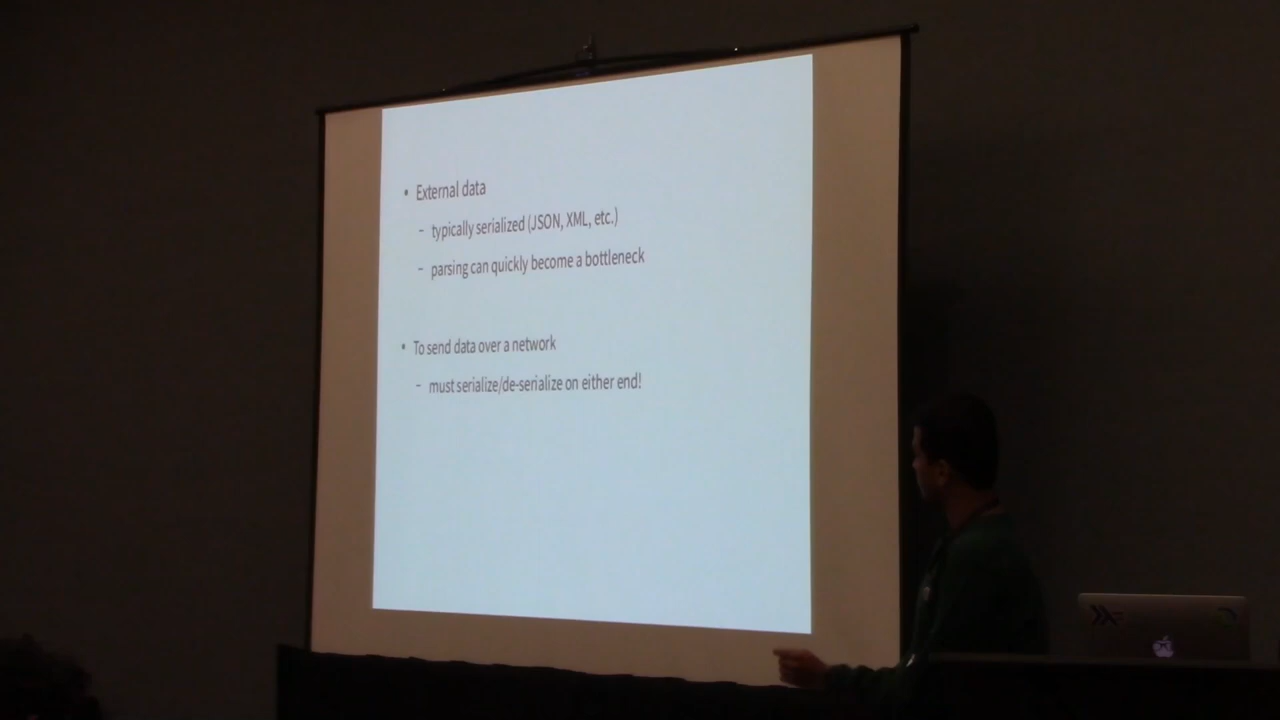 • External data
– typically serialized (JSON, XML, etc.)
– parsing can quickly become a bottleneck
• To send data over a network
– must serialize/de-serialize on either end!